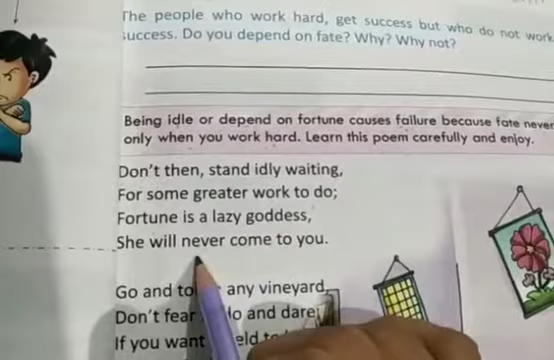 The people who work hard, get success but who do not work
success. Do you depend on fate? Why? Why not?
Being idle or depend on fortune causes failure because fate never
only when you work hard. Learn this poem carefully and enjoy.
Don't then, stand idly waiting,
For some greater work to do;
Fortune is a lazy goddess,
She will never come to you.
Go and any vineyard,
Don't fear and dare;
If you want